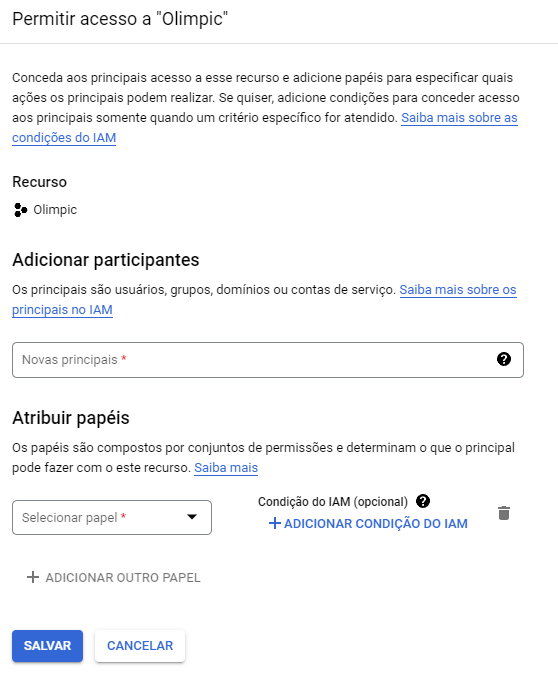 Permitir acesso a "Olimpic"
Conceda aos principais acesso a esse recurso e adicione papéis para especificar quais
ações os principais podem realizar. Se quiser, adicione condições para conceder acesso
aos principais somente quando um critério específico for atendido. Saiba mais sobre as
condições do IAM
Recurso
Olimpic
Adicionar participantes
Os principais são usuários, grupos, domínios ou contas de serviço. Saiba mais sobre os
principais no IAM
Novas principais *
Atribuir papéis
Os papéis são compostos por conjuntos de permissões e determinam o que o principal
pode fazer com o este recurso. Saiba mais
Condição do IAM (opcional)
Selecionar papel *
ADICIONAR CONDIÇÃO DO IAM
ADICIONAR OUTRO PAPEL
SALVAR CANCELAR